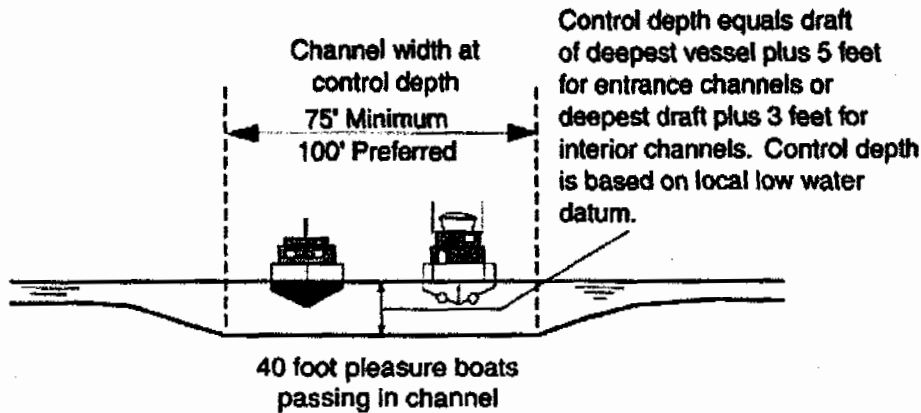 Channel width at
control depth
75' Minimum
100' Preferred
Control depth equals draft
of deepest vessel plus 5 feet
for entrance channels or
deepest draft plus 3 feet for
interior channels. Control depth
is based on local low water
datum.
40 foot pleasure boats
passing in channel